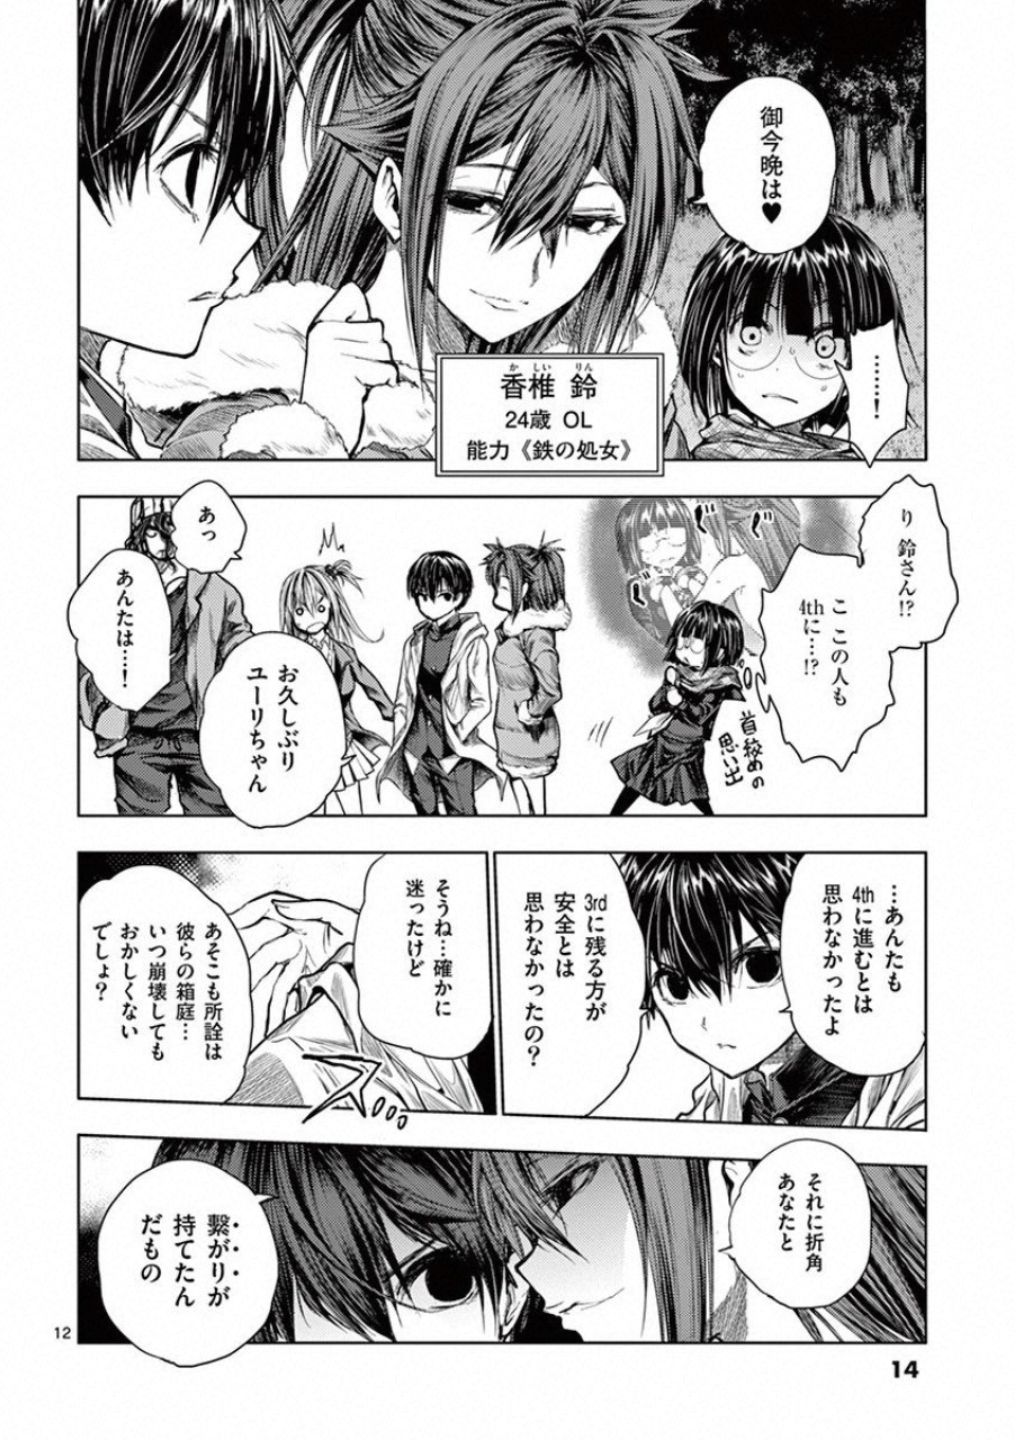 御今晩は♥
………！
香椎 鈴
かしい りん
24歳 OL
能力《鉄の処女》
り 鈴さん!?
こ この人も
4thに…!?
首絞めの
思い出
お久しぶり
ユーリちゃん
あっ
あんたは…！
…あんたも
4thに進むとは
思わなかったよ
3rdに残る方が
安全とは
思わなかったの？
そうね…確かに
迷ったけど
あそこも所詮は
彼らの箱庭…
いつ崩壊しても
おかしくない
でしょ？
それに折角
あなたと
繋がりが
持てたん
だもの
12
14